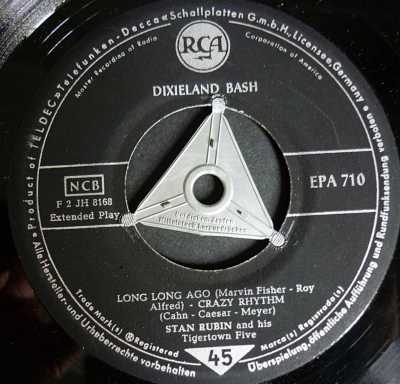 »Product of »TELDEC« »Telefunken-Decca« Schallplatten G.m.b.H., Licensee, Germany
Master Recording of Radio
Corporation of America
RCA
DIXIELAND BASH
NCB
F 2 JH 8168
Extended Play
EPA 710
LONG LONG AGO (Marvin Fisher - Roy
Alfred) - CRAZY RHYTHM
(Cahn - Caesar - Meyer)
STAN RUBIN and his
Tigertown Five
45
Trade Mark(s) ® Registered
Marca(s) Registrada(s)
Alle Hersteller- und Urheberrechte vorbehalten
Überspielung, öffentliche Aufführung und Rundfunksendung verboten